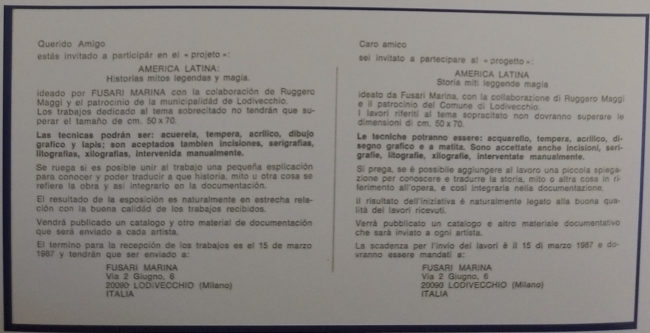 Querido Amigo
estás invitado a participár en el « projeto »:
AMERICA LATINA:
Historias mitos legendas y magia.
ideado por FUSARI MARINA con la colaboración de Ruggero
Maggi y el patrocinio de la municipalidad de Lodivecchio.
Los trabajos dedicado al tema sobrecitado no tendrán que su-
perar el tamaño de cm. 50 x 70.
Las tecnicas podrán ser: acuerela, tempera, acrilico, dibujo
grafico y lapis; son aceptados tambien incisiones, serigrafias,
litografias, xilografias, intervenida manualmente.
Se ruega si es posible unir al trabajo una pequeña esplicación
para conocer y poder traducir a que historia, mito u otra cosa se
refiere la obra y asi integrarlo en la documentación.
El resultado de la esposición es naturalmente en estrecha rela-
ción con la buena calidad de los trabajos recibidos.
Vendrá publicado un catalogo y otro material de documentación
que será enviado a cada artista.
El termino para la recepción de los trabajos es el 15 de marzo
1987 y tendrán que ser enviado a:
FUSARI MARINA
Via 2 Giugno, 6
20090 LODIVECCHIO (Milano)
ITALIA
Caro amico
sei invitato a partecipare al « progetto »:
AMERICA LATINA
Storia miti leggende magia
ideato da Fusari Marina, con la collaborazione di Ruggero Maggi
e il patrocinio del Comune di Lodivecchio.
I lavori riferiti al tema sopracitato non dovranno superare le
dimensioni di cm. 50 x 70.
Le tecniche potranno essere: acquarello, tempera, acrilico, di-
segno grafico e a matita. Sono accettate anche incisioni, seri-
grafie, litografie, xilografie, interventate manualmente.
Si prega, se è possibile aggiungere al lavoro una piccola spiega-
zione per conoscere e tradurre la storia, mito o altra cosa in ri-
ferimento all'opera, e così integraria nella documentazione.
Il risultato dell'iniziativa è naturalmente legato alla buona qua-
lità dei lavori ricevuti.
Verrà pubblicato un catalogo e altro materiale documentativo
che sarà inviato a ogni artista.
La scadenza per l'invio dei lavori è il 15 di marzo 1987 e do-
vranno essere mandati a:
FUSARI MARINA
Via 2 Giugno, 6
20090 LODIVECCHIO (Milano)
ITALIA